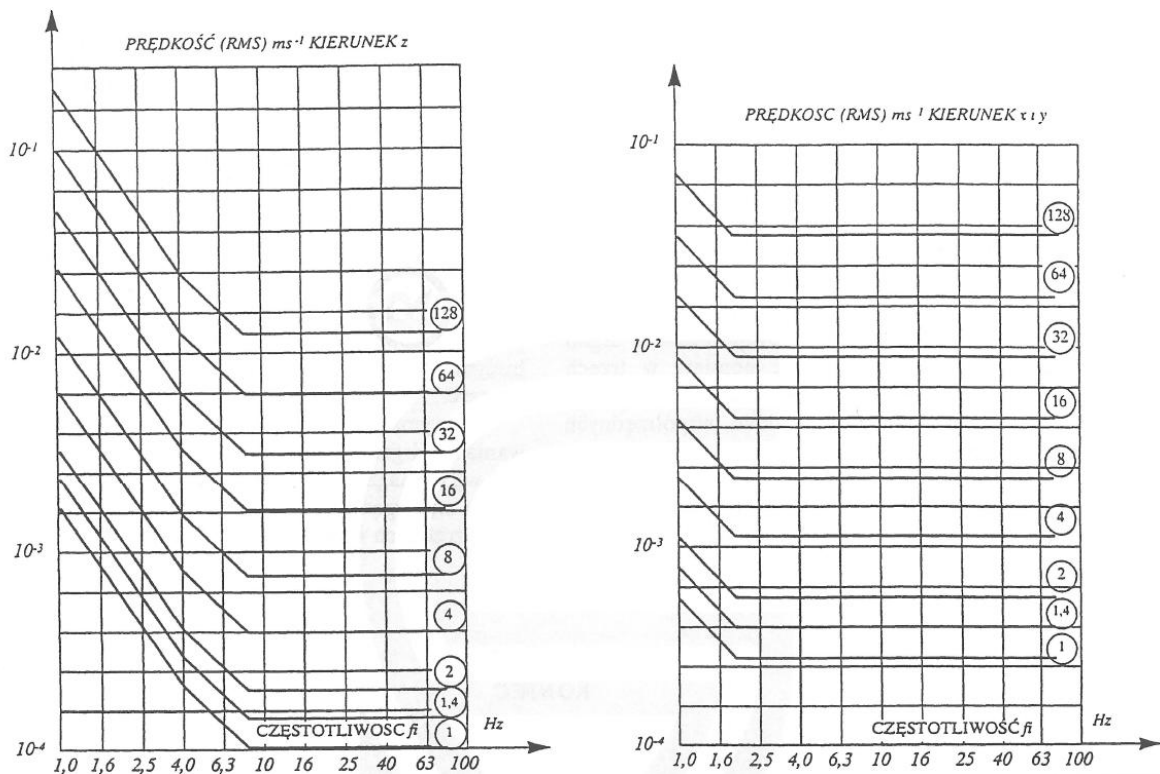 PRĘDKOŚĆ (RMS) ms⁻¹ KIERUNEK z
10⁻¹
10⁻²
10⁻³
10⁻⁴
128
64
32
16
8
4
2
1,4
1
CZĘSTOTLIWOSĆ fi
Hz
1,0 1,6 2,5 4,0 6,3 10 16 25 40 63 100
PRĘDKOSC (RMS) ms⁻¹ KIERUNEK τ ι y
10⁻¹
10⁻²
10⁻³
10⁻⁴
128
64
32
16
8
4
2
1,4
1
CZĘSTOTLIWOSĆ fi
Hz
1,0 1,6 2,5 4,0 6,3 10 16 25 40 63 100
KONIEC